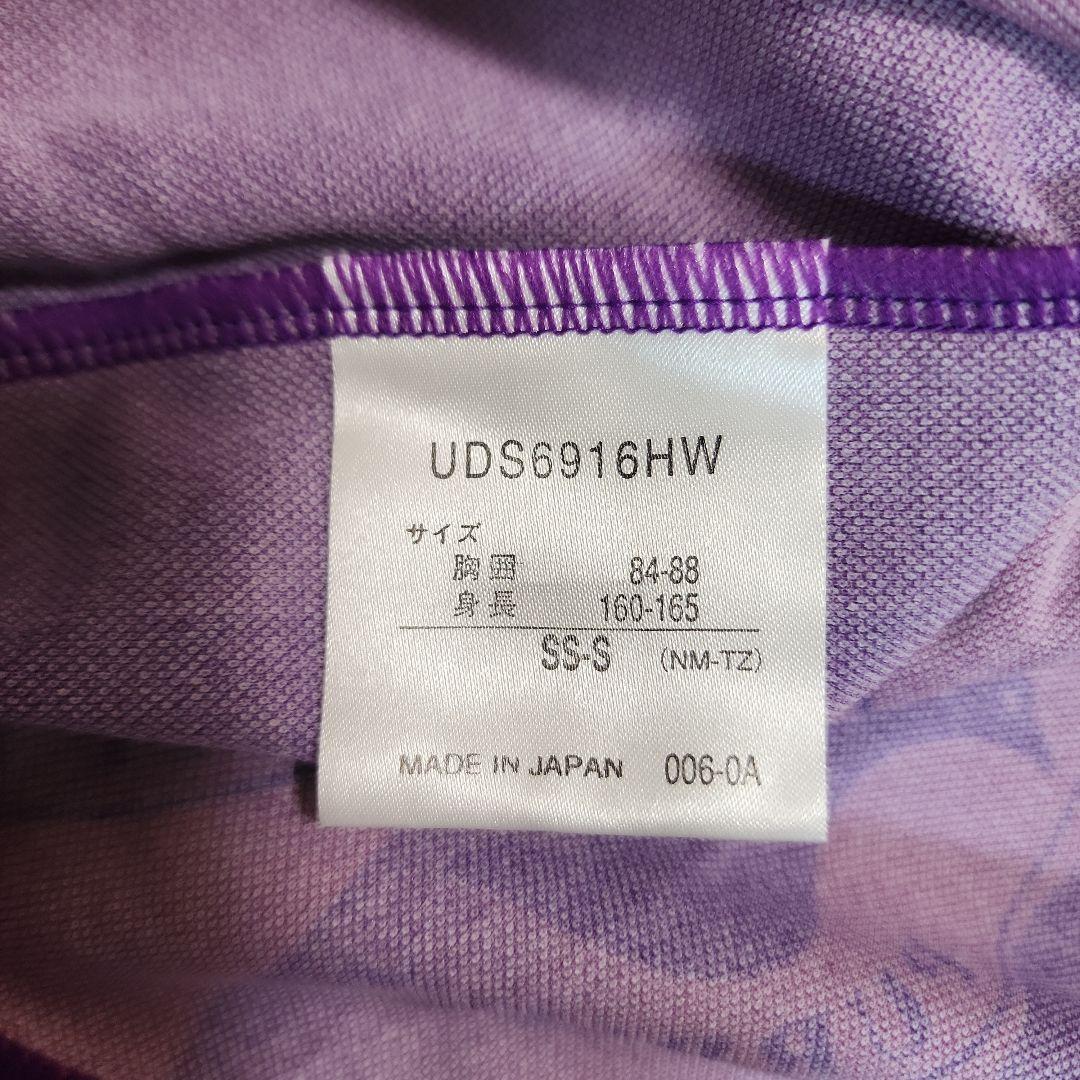 UDS6916HW
サイズ
胸囲 84-88
身長 160-165
SS-S (NM-TZ)
MADE IN JAPAN 006-0A